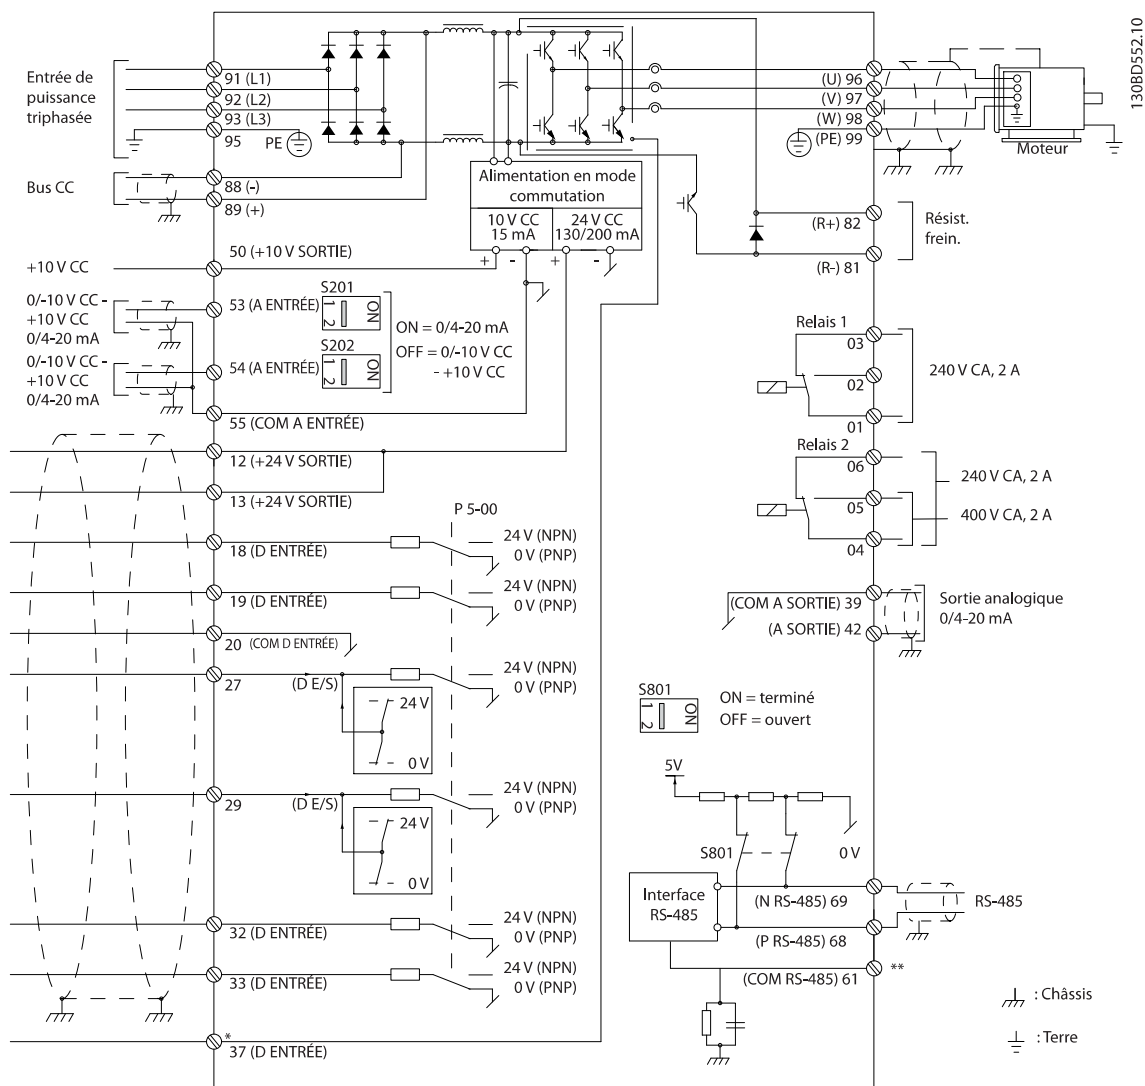 130BD552.10
Entrée de
puissance
triphasée
91 (L1)
92 (L2)
93 (L3)
95
PE
(U) 96
(V) 97
(W) 98
(PE) 99
Moteur
Bus CC
88 (-)
89 (+)
Alimentation en mode
commutation
10 V CC
15 mA
24 V CC
130/200 mA
+ - + -
(R+) 82
(R-) 81
Résist.
frein.
+10 V CC
50 (+10 V SORTIE)
0/-10 V CC -
+10 V CC
0/4-20 mA
53 (A ENTRÉE)
S201
1 2
ON
0/-10 V CC -
+10 V CC
0/4-20 mA
54 (A ENTRÉE)
S202
1 2
ON
ON = 0/4-20 mA
OFF = 0/-10 V CC
- +10 V CC
55 (COM A ENTRÉE)
12 (+24 V SORTIE)
13 (+24 V SORTIE)
Relais 1
03
02
01
240 V CA, 2 A
Relais 2
06
05
04
240 V CA, 2 A
400 V CA, 2 A
P 5-00
18 (D ENTRÉE)
24 V (NPN)
0 V (PNP)
19 (D ENTRÉE)
24 V (NPN)
0 V (PNP)
20 (COM D ENTRÉE)
27
(D E/S)
24 V (NPN)
0 V (PNP)
24 V
0 V
29
(D E/S)
24 V (NPN)
0 V (PNP)
24 V
0 V
32 (D ENTRÉE)
24 V (NPN)
0 V (PNP)
33 (D ENTRÉE)
24 V (NPN)
0 V (PNP)
*
37 (D ENTRÉE)
(COM A SORTIE) 39
(A SORTIE) 42
Sortie analogique
0/4-20 mA
S801
1 2
ON
ON = terminé
OFF = ouvert
5V
S801
0 V
Interface
RS-485
(N RS-485) 69
(P RS-485) 68
(COM RS-485) 61
RS-485
**
: Châssis
: Terre